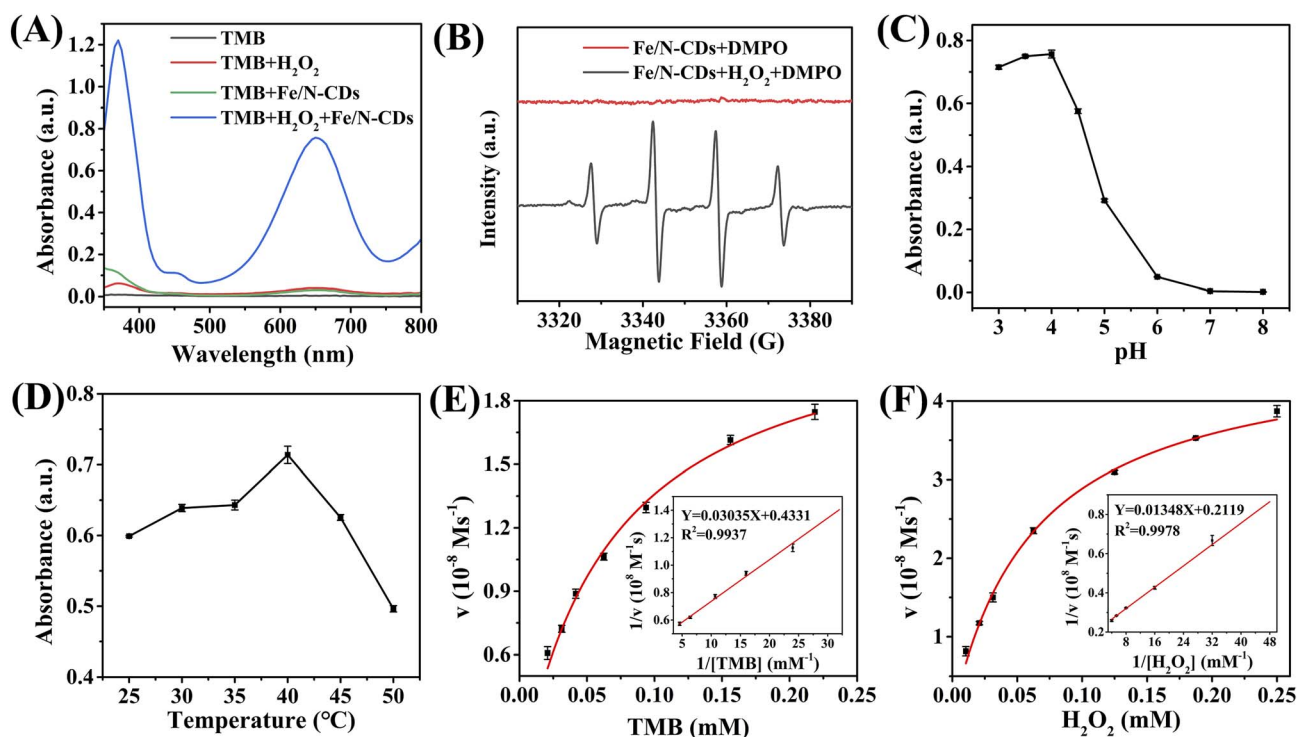 (A)
TMB
TMB+H₂O₂
TMB+Fe/N-CDs
TMB+H₂O₂+Fe/N-CDs
1.2
1.0
0.8
0.6
0.4
0.2
0.0
400 500 600 700 800
Absorbance (a.u.)
Wavelength (nm)
(B)
Fe/N-CDs+DMPO
Fe/N-CDs+H₂O₂+DMPO
Intensity (a.u.)
3320 3340 3360 3380
Magnetic Field (G)
(C)
0.8
0.6
0.4
0.2
0.0
Absorbance (a.u.)
3 4 5 6 7 8
pH
(D)
0.8
0.7
0.6
0.5
0.4
Absorbance (a.u.)
25 30 35 40 45 50
Temperature (℃)
(E)
1.8
1.5
1.2
0.9
0.6
v (10⁻⁸ Ms⁻¹)
0.00 0.05 0.10 0.15 0.20 0.25
TMB (mM)
Y=0.03035X+0.4331
R²=0.9937
1.4
1.2
1.0
0.8
0.6
1/v (10⁸ M⁻¹s)
5 10 15 20 25 30
1/[TMB] (mM⁻¹)
(F)
4
3
2
1
v (10⁻⁸ Ms⁻¹)
0.00 0.05 0.10 0.15 0.20 0.25
H₂O₂ (mM)
Y=0.01348X+0.2119
R²=0.9978
0.8
0.6
0.4
0.2
1/v (10⁸ M⁻¹s)
8 16 24 32 40 48
1/[H₂O₂] (mM⁻¹)